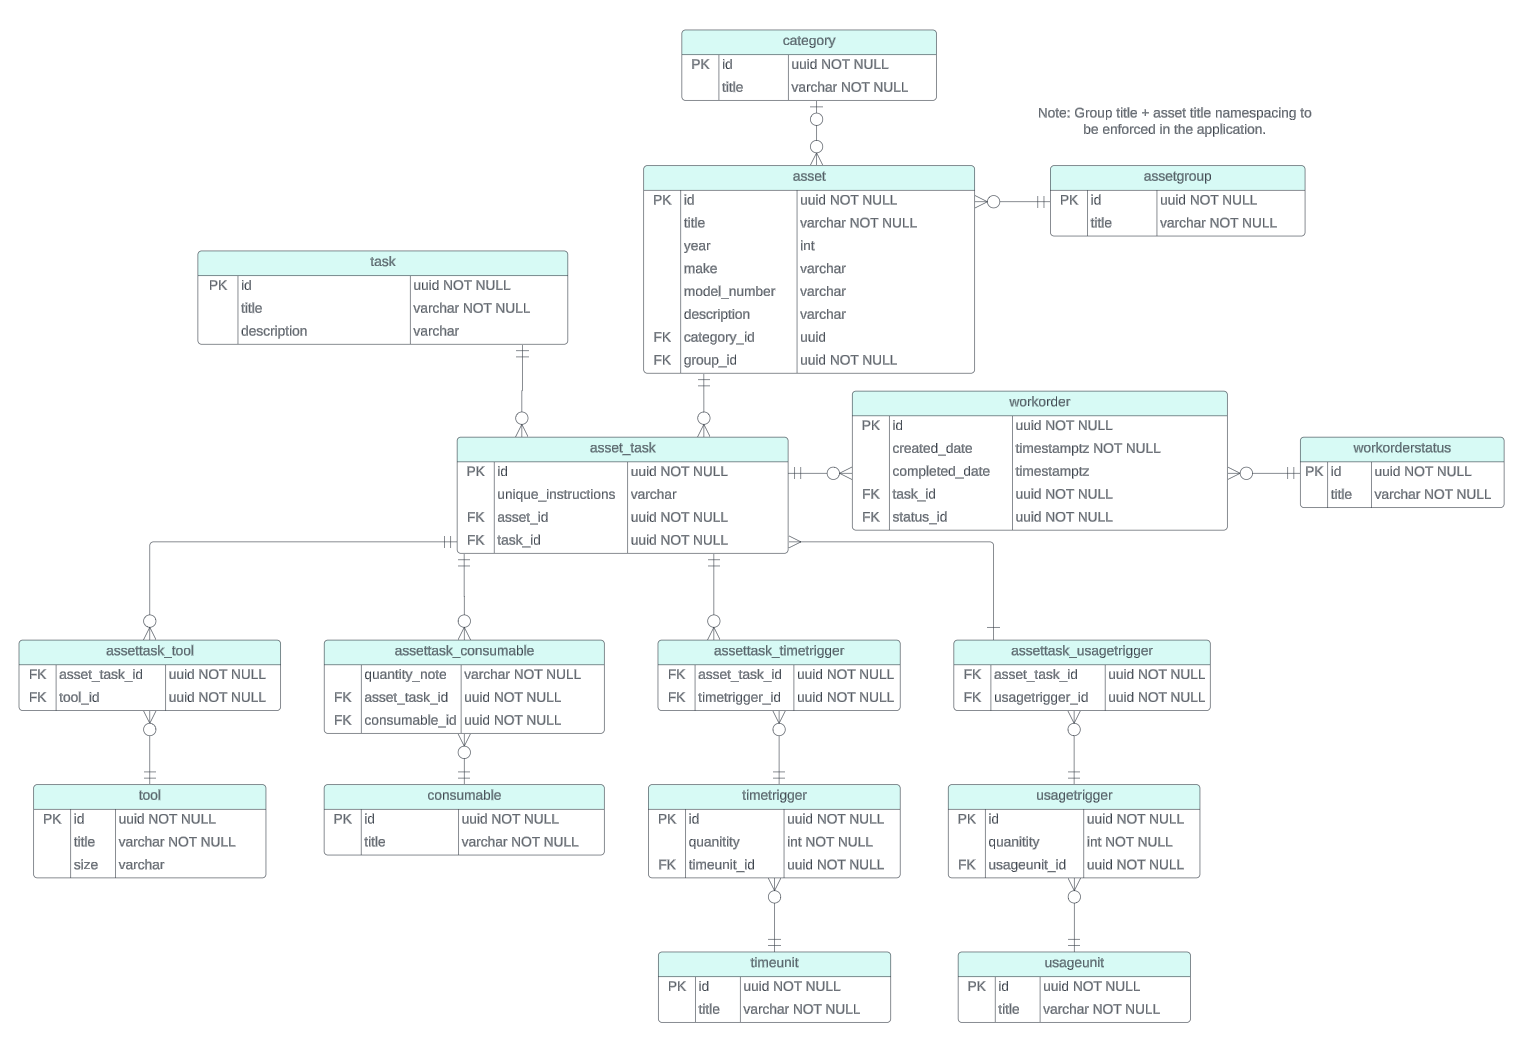 category
PK id uuid NOT NULL
title varchar NOT NULL
Note: Group title + asset title namespacing to
be enforced in the application.
asset
PK id uuid NOT NULL
title varchar NOT NULL
year int
make varchar
model_number varchar
description varchar
FK category_id uuid
FK group_id uuid NOT NULL
assetgroup
PK id uuid NOT NULL
title varchar NOT NULL
task
PK id uuid NOT NULL
title varchar NOT NULL
description varchar
workorder
PK id uuid NOT NULL
created_date timestamptz NOT NULL
completed_date timestamptz
FK task_id uuid NOT NULL
FK status_id uuid NOT NULL
workorderstatus
PK id uuid NOT NULL
title varchar NOT NULL
asset_task
PK id uuid NOT NULL
unique_instructions varchar
FK asset_id uuid NOT NULL
FK task_id uuid NOT NULL
assettask_tool
FK asset_task_id uuid NOT NULL
FK tool_id uuid NOT NULL
assettask_consumable
quantity_note varchar NOT NULL
FK asset_task_id uuid NOT NULL
FK consumable_id uuid NOT NULL
assettask_timetrigger
FK asset_task_id uuid NOT NULL
FK timetrigger_id uuid NOT NULL
assettask_usagetrigger
FK asset_task_id uuid NOT NULL
FK usagetrigger_id uuid NOT NULL
tool
PK id uuid NOT NULL
title varchar NOT NULL
size varchar
consumable
PK id uuid NOT NULL
title varchar NOT NULL
timetrigger
PK id uuid NOT NULL
quanitity int NOT NULL
FK timeunit_id uuid NOT NULL
usagetrigger
PK id uuid NOT NULL
quanitity int NOT NULL
FK usageunit_id uuid NOT NULL
timeunit
PK id uuid NOT NULL
title varchar NOT NULL
usageunit
PK id uuid NOT NULL
title varchar NOT NULL